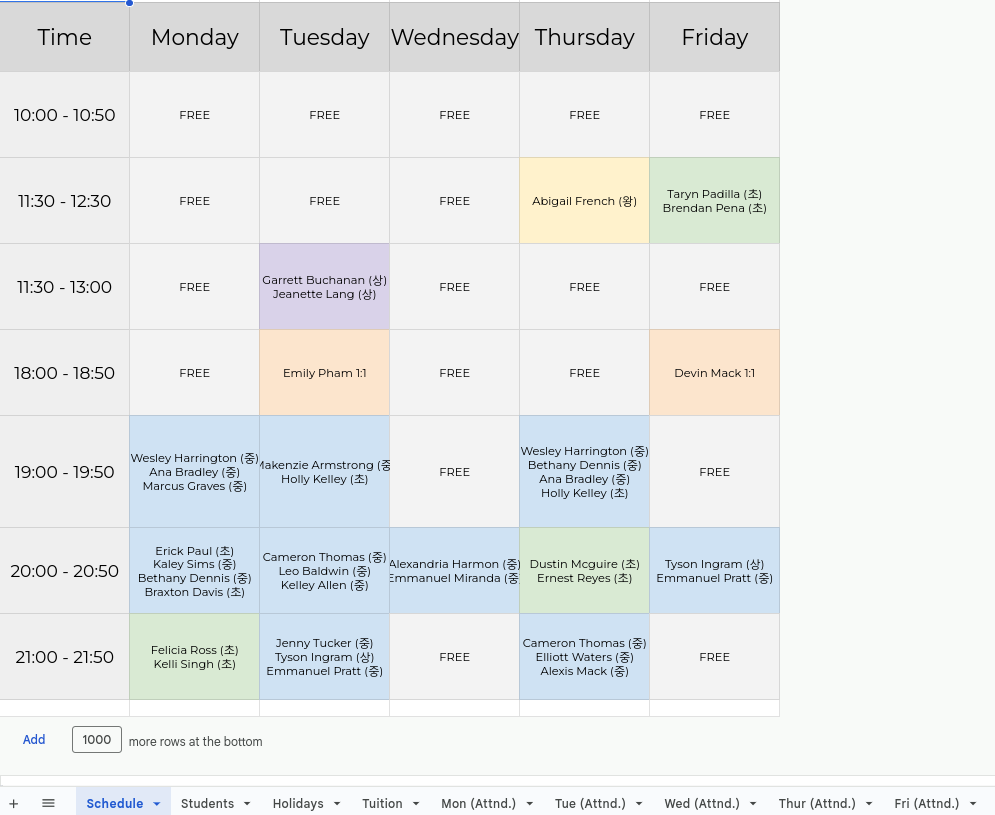 Time Monday Tuesday Wednesday Thursday Friday
10:00 - 10:50 FREE FREE FREE FREE FREE
11:30 - 12:30 FREE FREE FREE Abigail French (왕) Taryn Padilla (초)
Brendan Pena (초)
11:30 - 13:00 FREE Garrett Buchanan (상) FREE FREE FREE
Jeanette Lang (상)
18:00 - 18:50 FREE Emily Pham 1:1 FREE FREE Devin Mack 1:1
19:00 - 19:50
Wesley Harrington (중)
Ana Bradley (중)
Marcus Graves (중)
Makenzie Armstrong (중
Holly Kelley (초)
FREE
Wesley Harrington (중)
Bethany Dennis (중)
Ana Bradley (중)
Holly Kelley (초)
FREE
20:00 - 20:50
Erick Paul (초)
Kaley Sims (중)
Bethany Dennis (중)
Braxton Davis (초)
Cameron Thomas (중)
Leo Baldwin (중)
Kelley Allen (중)
Alexandria Harmon (중)
Emmanuel Miranda (중
Dustin Mcguire (초)
Ernest Reyes (초)
Tyson Ingram (상)
Emmanuel Pratt (중)
21:00 - 21:50
Felicia Ross (초)
Kelli Singh (초)
Jenny Tucker (중)
Tyson Ingram (상)
Emmanuel Pratt (중)
FREE
Cameron Thomas (중)
Elliott Waters (중)
Alexis Mack (중)
FREE
Add 1000 more rows at the bottom
+ Schedule Students Holidays Tuition Mon (Attnd.) Tue (Attnd.) Wed (Attnd.) Thur (Attnd.) Fri (Attnd.)